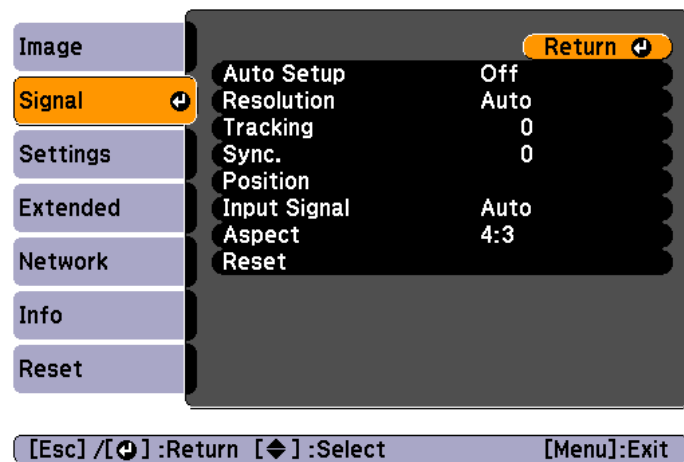 Image
Signal
Settings
Extended
Network
Info
Reset
Return
Auto Setup Off
Resolution Auto
Tracking 0
Sync. 0
Position
Input Signal Auto
Aspect 4:3
Reset
[Esc] /[ ] :Return [ ] :Select [Menu]:Exit